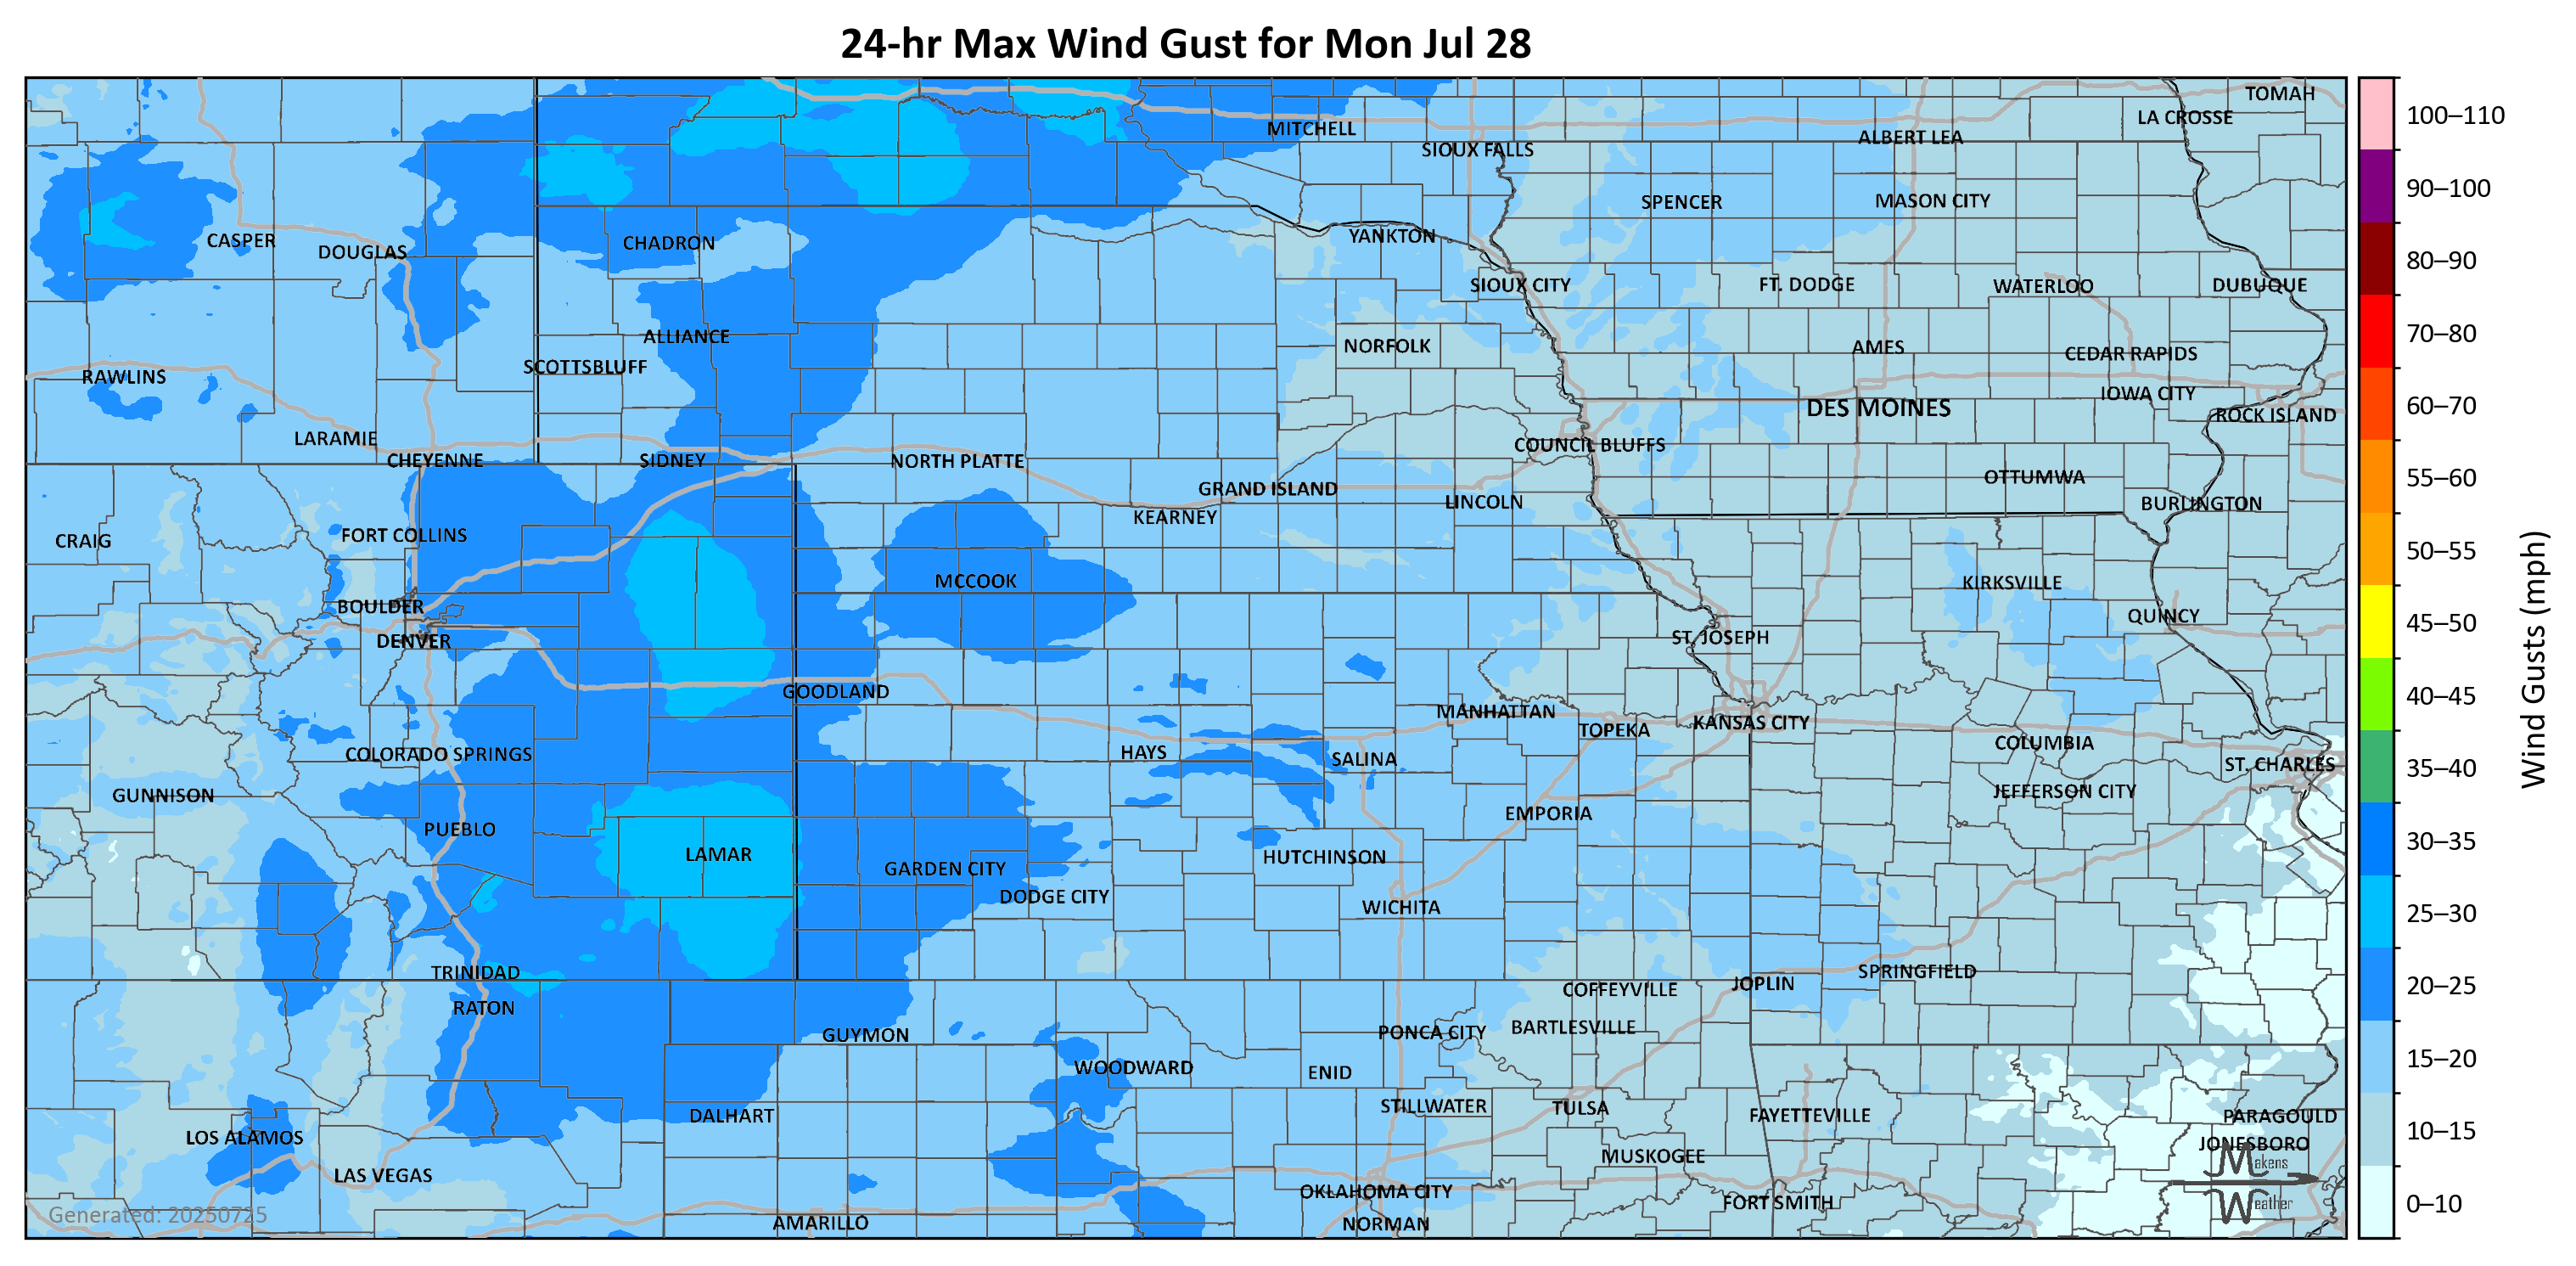 24-hr Max Wind Gust for Mon Jul 28
TOMAH
LA CROSSE
MITCHELL
ALBERT LEA
SIOUX FALLS
SPENCER
MASON CITY
CASPER
DOUGLAS
CHADRON
YANKTON
SIOUX CITY
FT. DODGE
WATERLOO
DUBUQUE
ALLIANCE
NORFOLK
AMES
CEDAR RAPIDS
SCOTTSBLUFF
RAWLINS
IOWA CITY
DES MOINES
ROCK ISLAND
LARAMIE
COUNCIL BLUFFS
CHEYENNE
SIDNEY
NORTH PLATTE
OTTUMWA
GRAND ISLAND
LINCOLN
BURLINGTON
KEARNEY
CRAIG
FORT COLLINS
MCCOOK
KIRKSVILLE
BOULDER
QUINCY
DENVER
ST. JOSEPH
GOODLAND
MANHATTAN
TOPEKA
KANSAS CITY
COLORADO SPRINGS
HAYS
SALINA
COLUMBIA
ST. CHARLES
GUNNISON
JEFFERSON CITY
EMPORIA
PUEBLO
LAMAR
HUTCHINSON
GARDEN CITY
DODGE CITY
WICHITA
TRINIDAD
SPRINGFIELD
JOPLIN
COFFEYVILLE
RATON
GUYMON
PONCA CITY
BARTLESVILLE
WOODWARD
ENID
STILLWATER
TULSA
DALHART
FAYETTEVILLE
PARAGOULD
LOS ALAMOS
JONESBORO
LAS VEGAS
MUSKOGEE
OKLAHOMA CITY
FORT SMITH
AMARILLO
NORMAN
Makens
Weather
Generated: 20250725
100–110
90–100
80–90
70–80
60–70
55–60
50–55
45–50
40–45
35–40
30–35
25–30
20–25
15–20
10–15
0–10
Wind Gusts (mph)